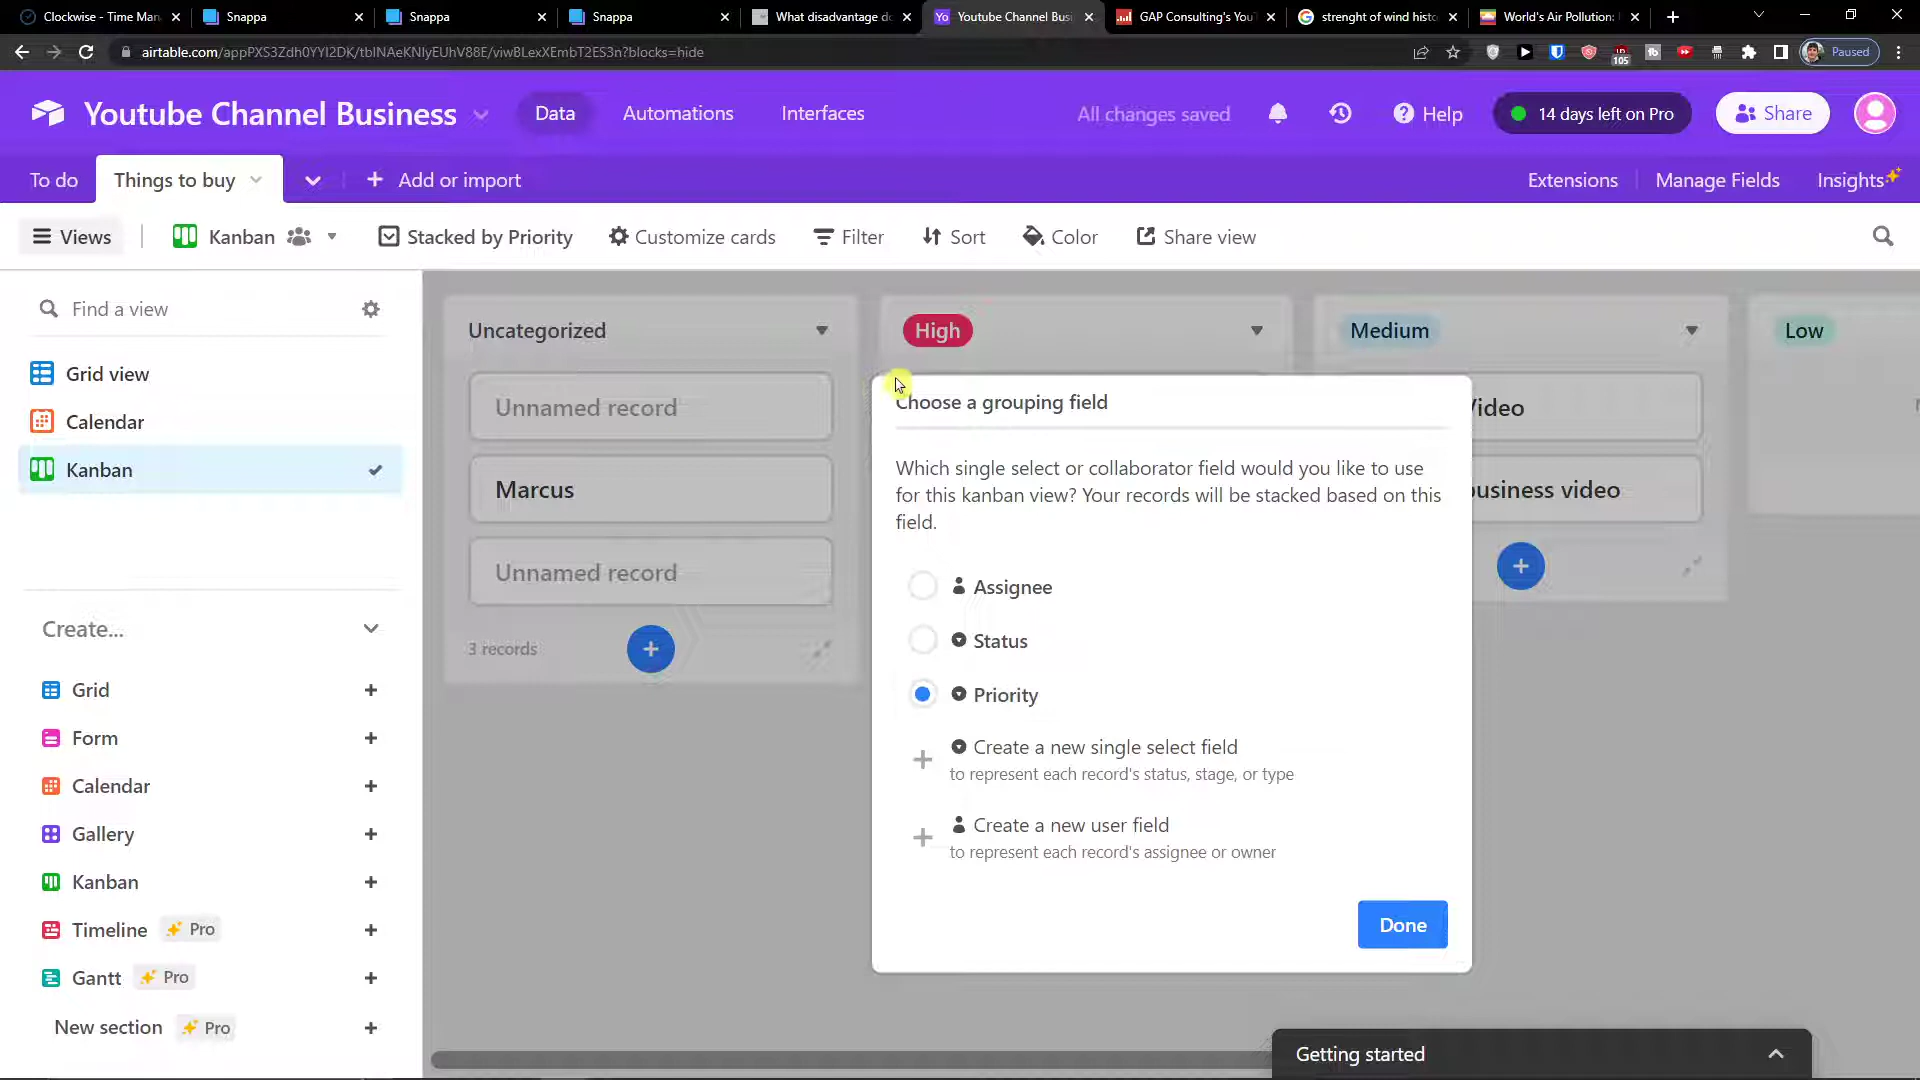 Clockwise - Time Man
Snappa
Snappa
Snappa
What disadvantage do
Youtube Channel Busi
GAP Consulting's You
strenght of wind histo
World's Air Pollution:
airtable.com/appPXS3Zdh0YYI2DK/tblNAeKNlyEUhV88E/viwBLexXEmbT2ES3n?blocks=hide
105
Paused
Youtube Channel Business
Data
Automations
Interfaces
All changes saved
Help
14 days left on Pro
Share
To do
Things to buy
Add or import
Extensions
Manage Fields
Insights
Views
Kanban
Stacked by Priority
Customize cards
Filter
Sort
Color
Share view
Find a view
Grid view
Calendar
Kanban
Create...
Grid
Form
Calendar
Gallery
Kanban
Timeline Pro
Gantt Pro
New section Pro
Uncategorized
Unnamed record
Marcus
Unnamed record
3 records
High
Medium
Video
business video
Low
Choose a grouping field
Which single select or collaborator field would you like to use
for this kanban view? Your records will be stacked based on this
field.
Assignee
Status
Priority
Create a new single select field
to represent each record's status, stage, or type
Create a new user field
to represent each record's assignee or owner
Done
Getting started